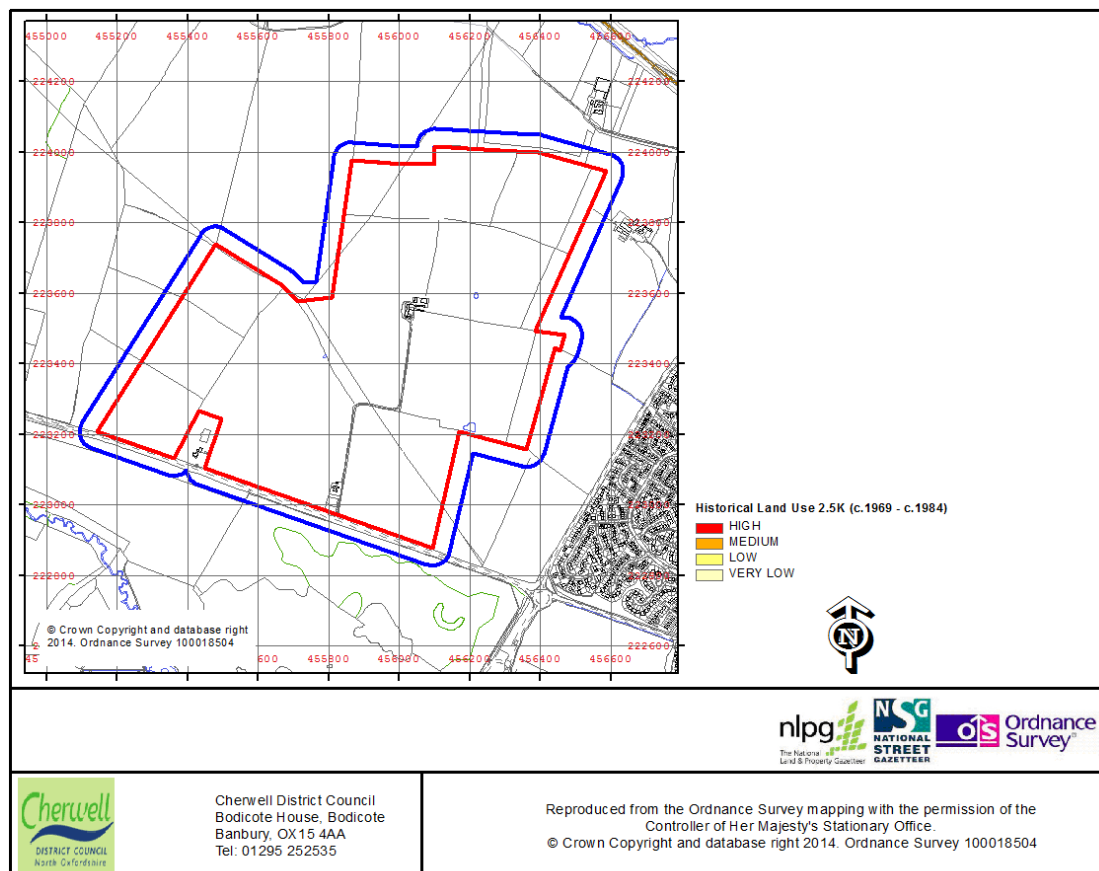 455000 455200 455400 455600 455800 456000 456200 456400 456600
224200 224200
224000 224000
223800 223800
223600 223600
223400 223400
223200
223000
222800
222600
600 455800 456000 456200 456400 456600
© Crown Copyright and database right
2014. Ordnance Survey 100018504
Historical Land Use 2.5K (c.1969 - c.1984)
HIGH
MEDIUM
LOW
VERY LOW
N
nlpg
The National
Land & Property Gazetteer
NSG
NATIONAL
STREET
GAZETTEER
OS
Ordnance
Survey
Cherwell
DISTRICT COUNCIL
North Oxfordshire
Cherwell District Council
Bodicote House, Bodicote
Banbury, OX15 4AA
Tel: 01295 252535
Reproduced from the Ordnance Survey mapping with the permission of the
Controller of Her Majesty's Stationary Office.
© Crown Copyright and database right 2014. Ordnance Survey 100018504